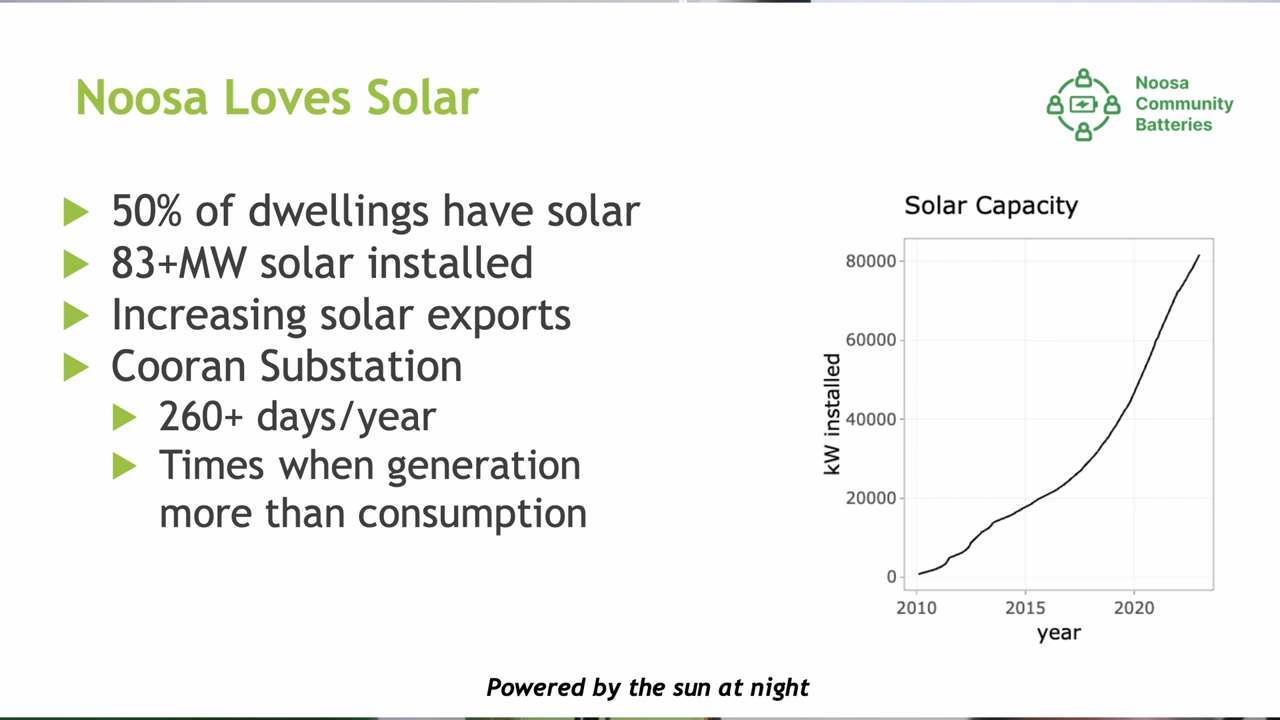 Noosa Loves Solar
Noosa
Community
Batteries
50% of dwellings have solar
83+MW solar installed
Increasing solar exports
Cooran Substation
260+ days/year
Times when generation
more than consumption
Solar Capacity
kW installed
80000
60000
40000
20000
0
2010 2015 2020
year
Powered by the sun at night